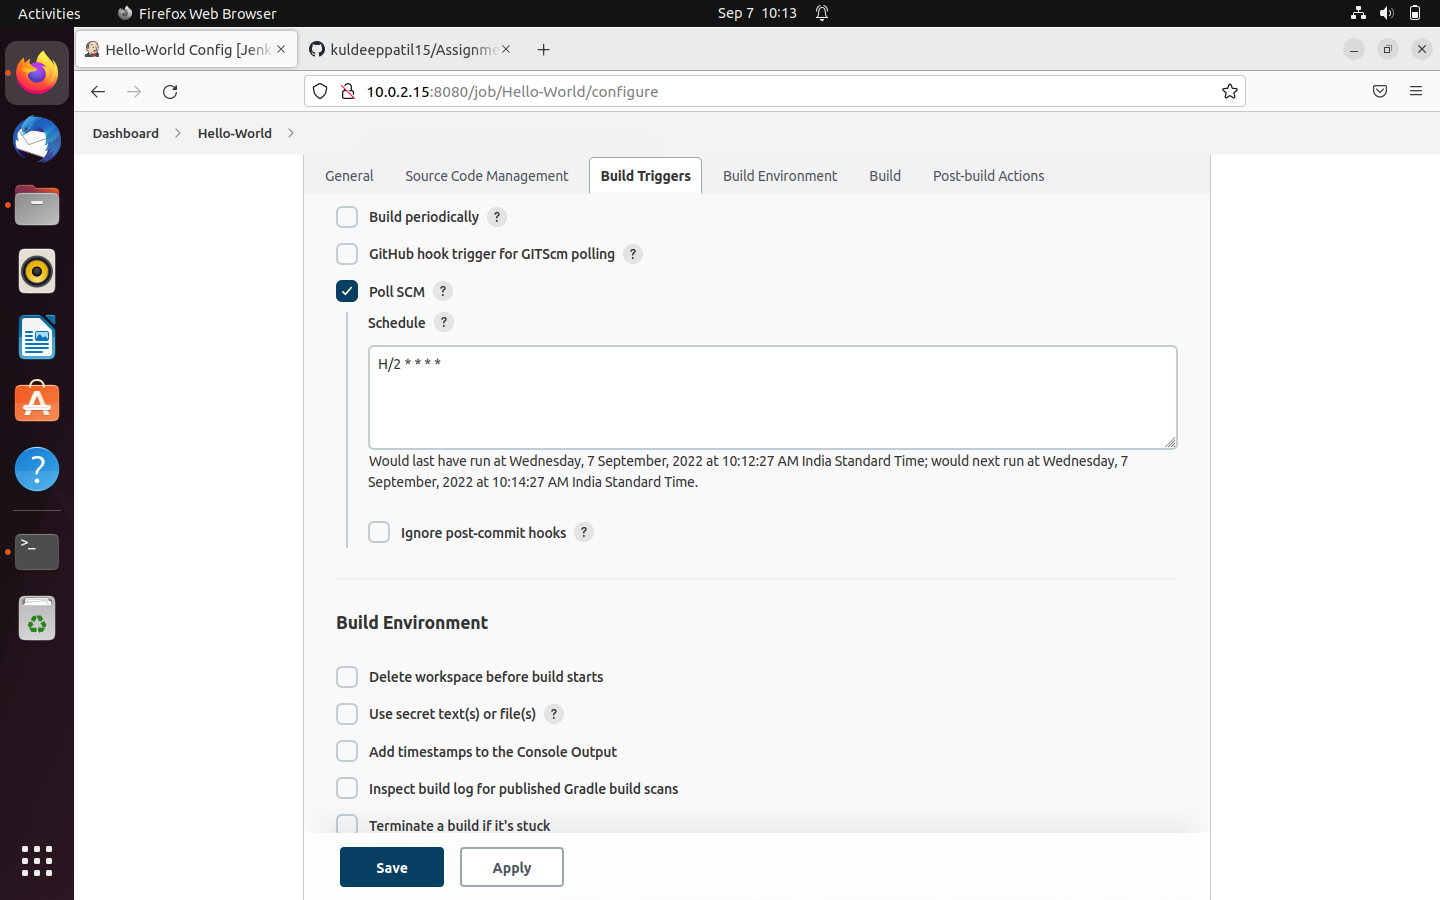 Activities Firefox Web Browser Sep 7 10:13
Hello-World Config [Jenk kuldeeppatil15/Assignme
10.0.2.15:8080/job/Hello-World/configure
Dashboard Hello-World
General Source Code Management Build Triggers Build Environment Build Post-build Actions
Build periodically ?
GitHub hook trigger for GITScm polling ?
Poll SCM ?
Schedule ?
H/2 * * * *
Would last have run at Wednesday, 7 September, 2022 at 10:12:27 AM India Standard Time; would next run at Wednesday, 7
September, 2022 at 10:14:27 AM India Standard Time.
Ignore post-commit hooks ?
Build Environment
Delete workspace before build starts
Use secret text(s) or file(s) ?
Add timestamps to the Console Output
Inspect build log for published Gradle build scans
Terminate a build if it's stuck
Save Apply